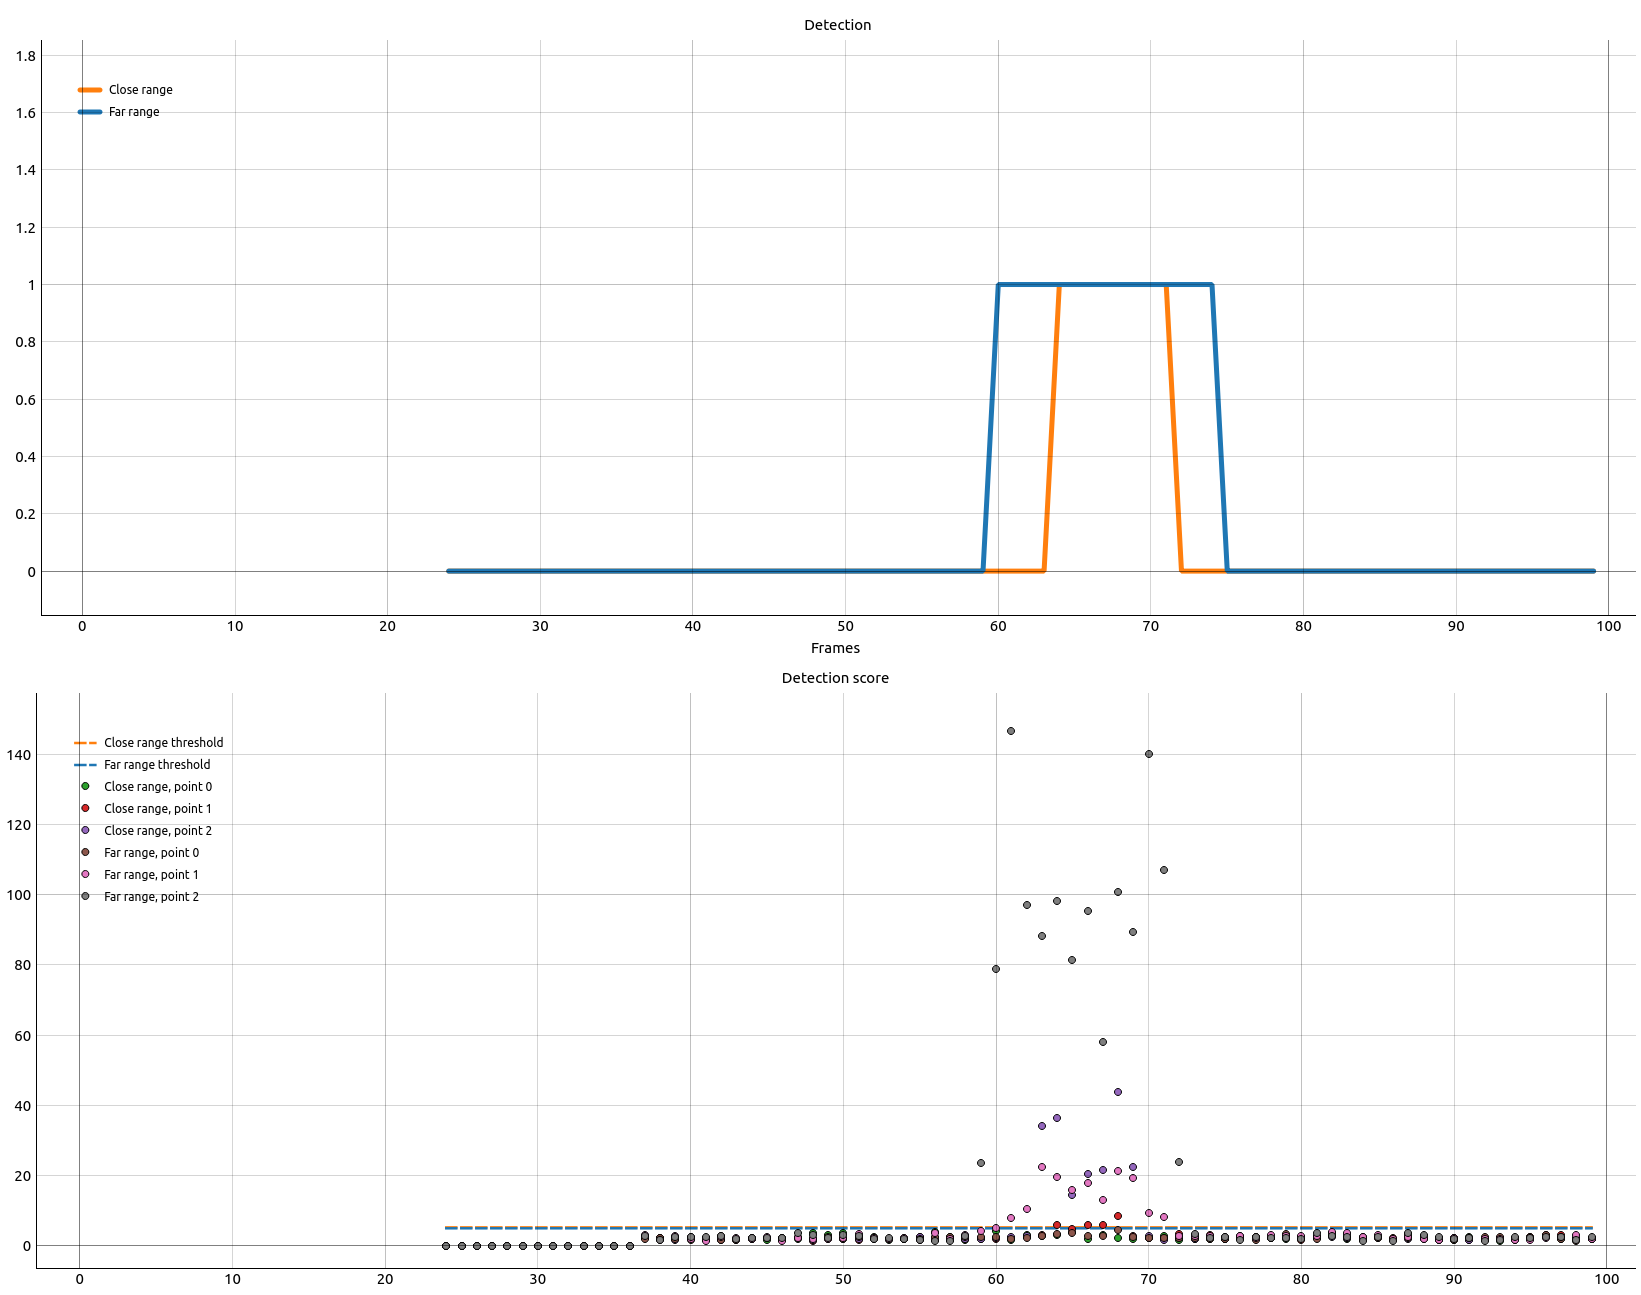 Detection
1.8
Close range
Far range
1.6
1.4
1.2
1
0.8
0.6
0.4
0.2
0
0 10 20 30 40 50 60 70 80 90 100
Frames
Detection score
Close range threshold
140
Far range threshold
Close range, point 0
Close range, point 1
120
Close range, point 2
Far range, point 0
Far range, point 1
100
Far range, point 2
80
60
40
20
0
0 10 20 30 40 50 60 70 80 90 100